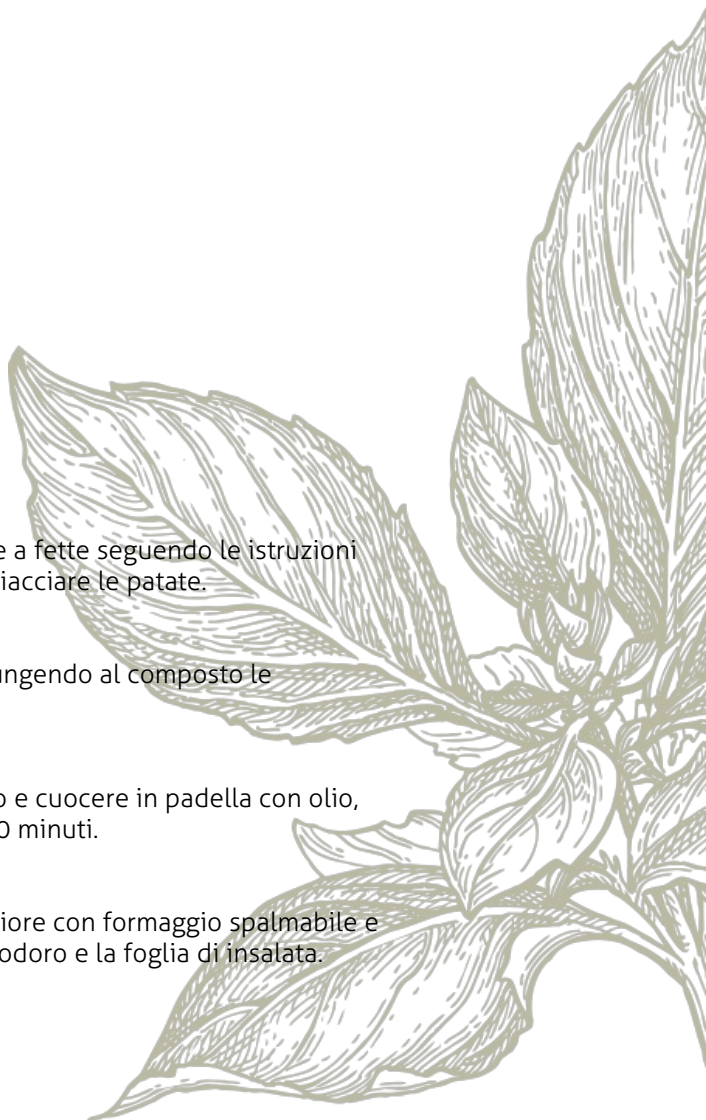 e a fette seguendo le istruzioni
iacciare le patate.
ungendo al composto le
o e cuocere in padella con olio,
0 minuti.
iore con formaggio spalmabile e
odoro e la foglia di insalata.